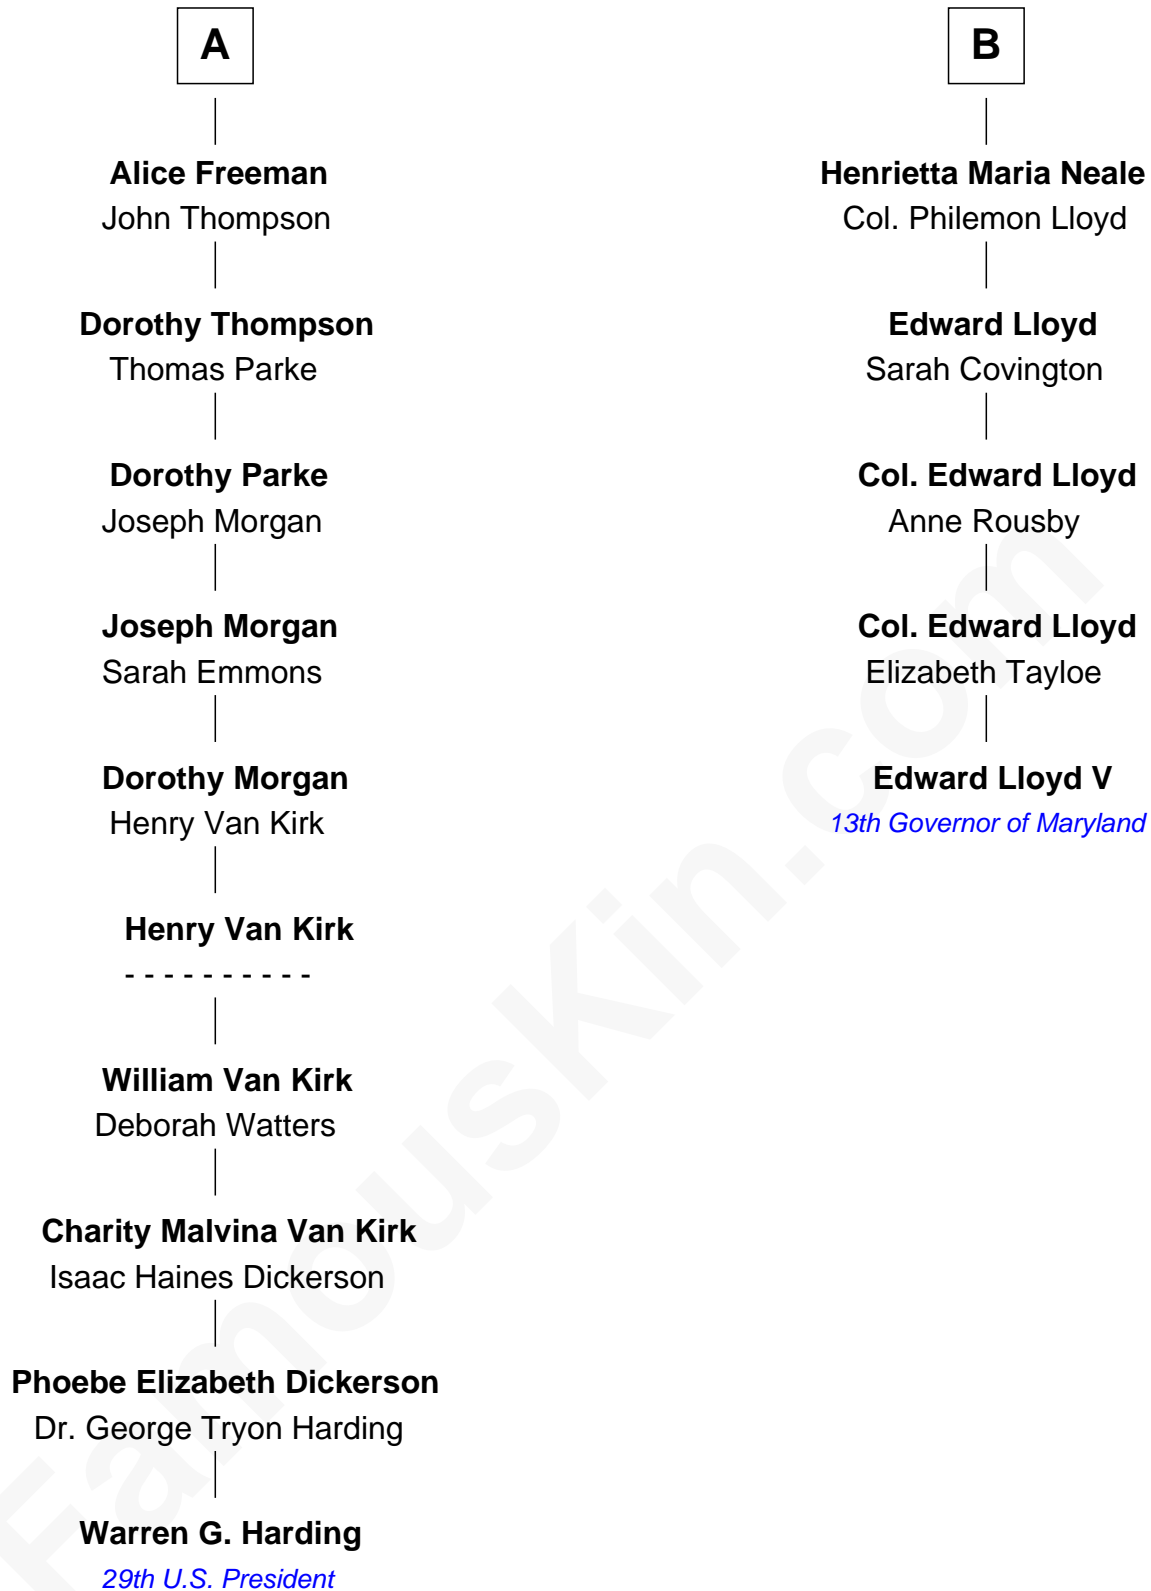 A
Alice Freeman
John Thompson
Dorothy Thompson
Thomas Parke
Dorothy Parke
Joseph Morgan
Joseph Morgan
Sarah Emmons
Dorothy Morgan
Henry Van Kirk
Henry Van Kirk
- - - - - - - - - -
William Van Kirk
Deborah Watters
Charity Malvina Van Kirk
Isaac Haines Dickerson
Phoebe Elizabeth Dickerson
Dr. George Tryon Harding
Warren G. Harding
29th U.S. President
B
Henrietta Maria Neale
Col. Philemon Lloyd
Edward Lloyd
Sarah Covington
Col. Edward Lloyd
Anne Rousby
Col. Edward Lloyd
Elizabeth Tayloe
Edward Lloyd V
13th Governor of Maryland
FamousKin.com